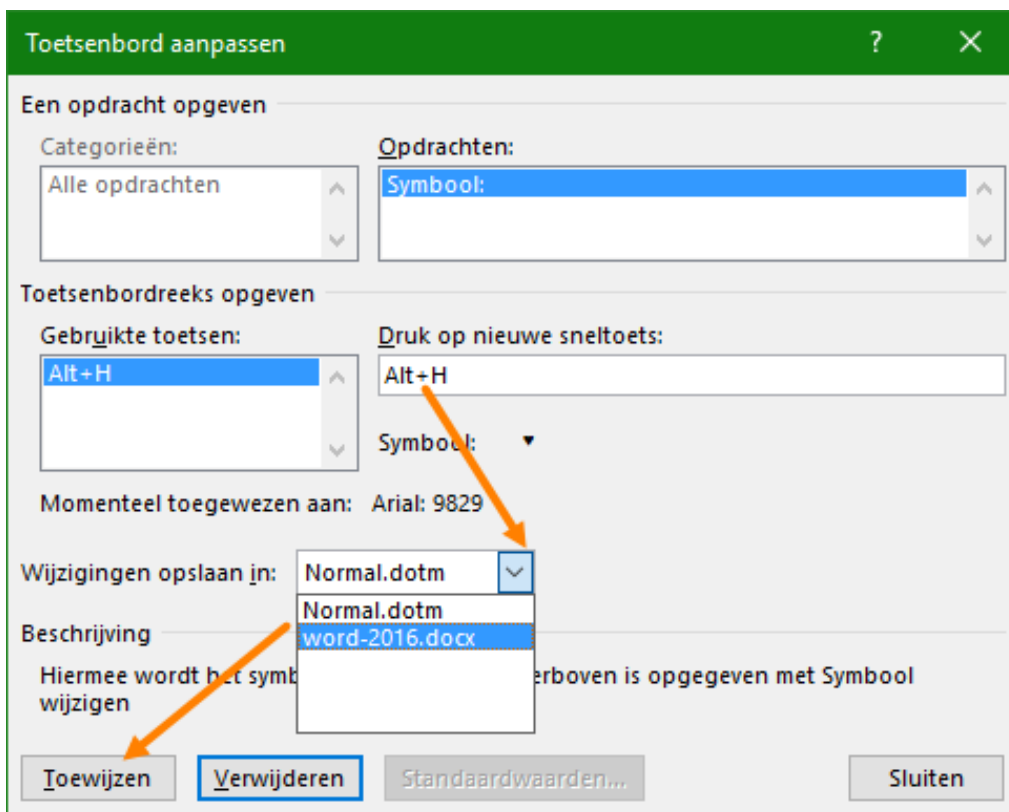 Toetsenbord aanpassen ?
Een opdracht opgeven
Categorieën: Opdrachten:
Alle opdrachten Symbool:
Toetsenbordreeks opgeven
Gebruikte toetsen: Druk op nieuwe sneltoets:
Alt+H Alt+H
Symbool: ♥
Momenteel toegewezen aan: Arial: 9829
Wijzigingen opslaan in: Normal.dotm
Normal.dotm
Beschrijving word-2016.docx
Hiermee wordt het erboven is opgegeven met Symbool
wijzigen
Toewijzen Verwijderen Standaardwaarden... Sluiten